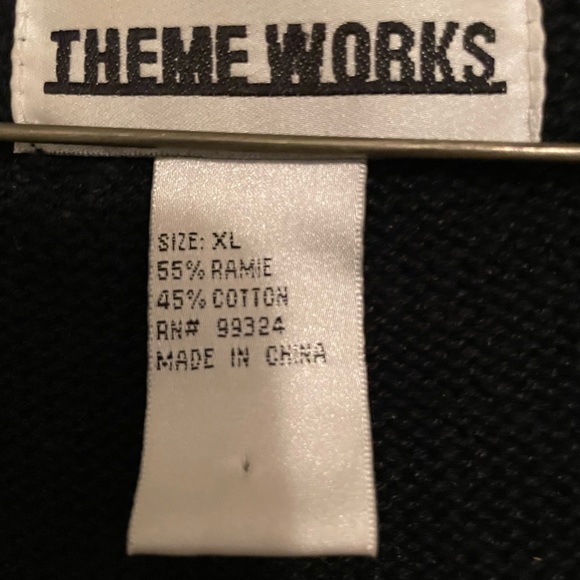 THEME WORKS
SIZE: XL
55% RAMIE
45% COTTON
RN# 99324
MADE IN CHINA